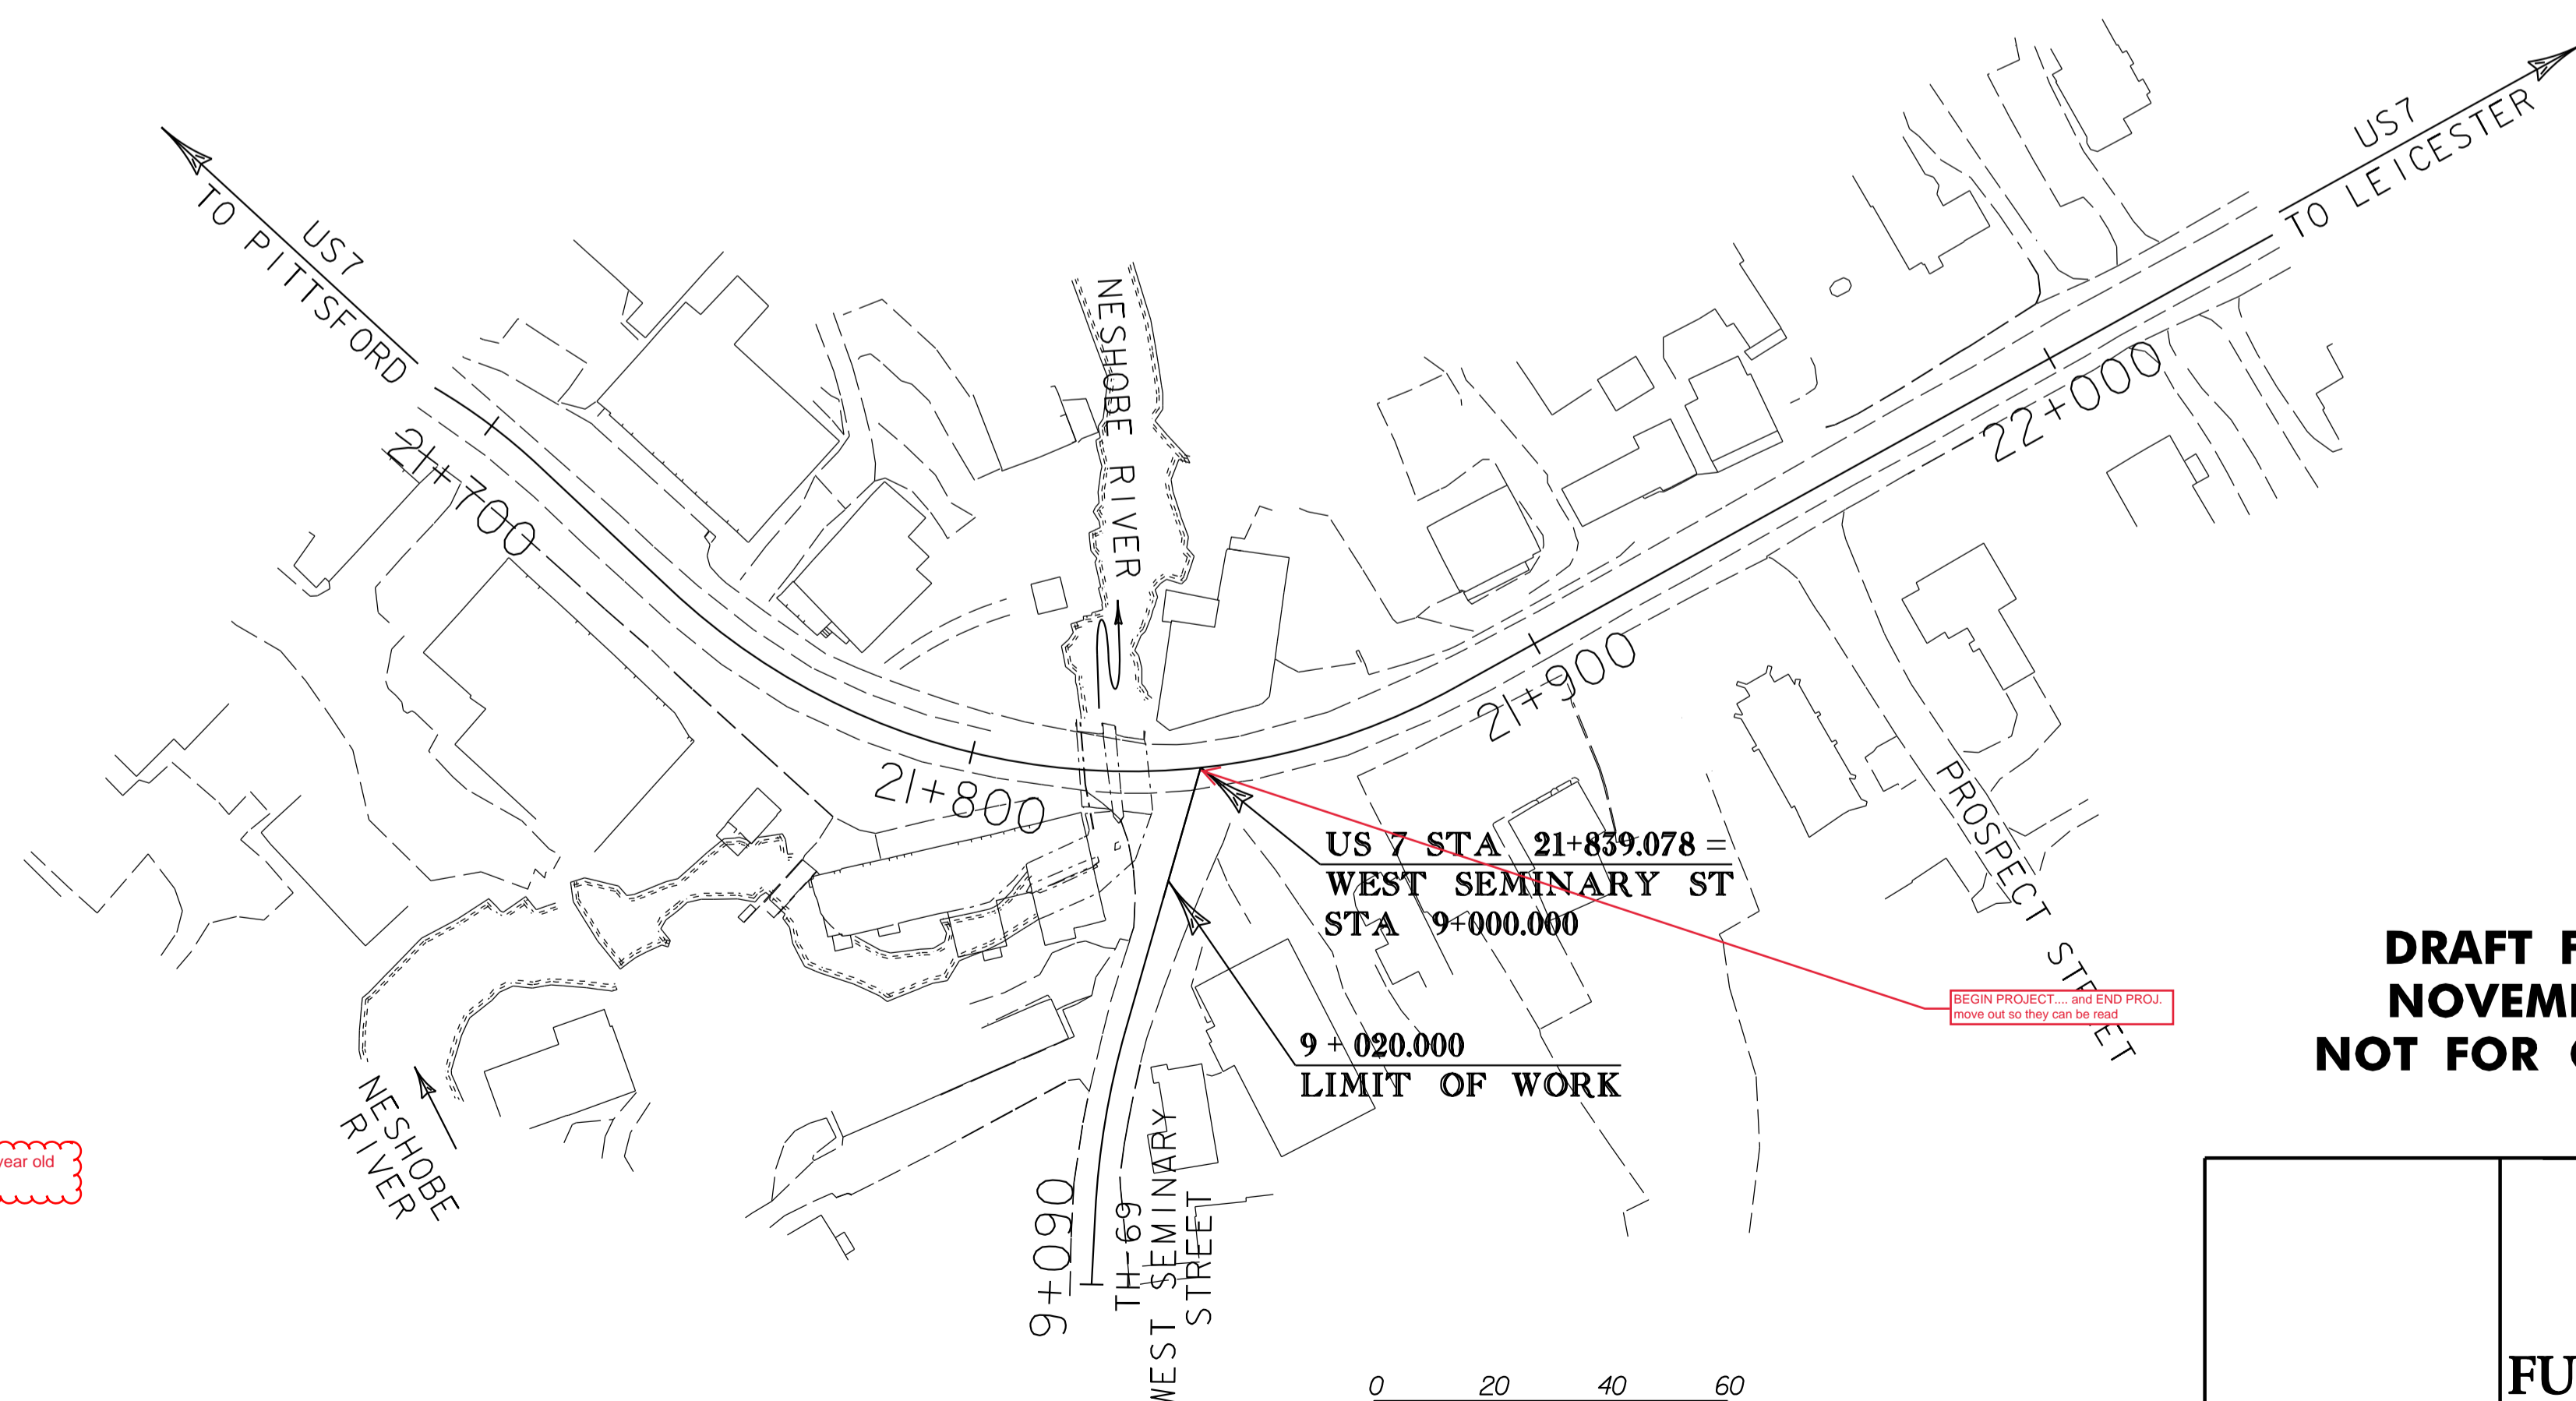 US7
TO PITTSFORD
US7
TO LEICESTER
NESHOBE RIVER
21+700
21+800
21+900
22+000
US 7 STA 21+839.078 =
WEST SEMINARY ST
STA 9+000.000
9 + 020.000
LIMIT OF WORK
PROSPECT STREET
BEGIN PROJECT.... and END PROJ.
move out so they can be read
DRAFT
NOVEM
NOT FOR
year old
NESHOBE
RIVER
9+090
TH-69
WEST SEMINARY
STREET
0 20 40 60
FU